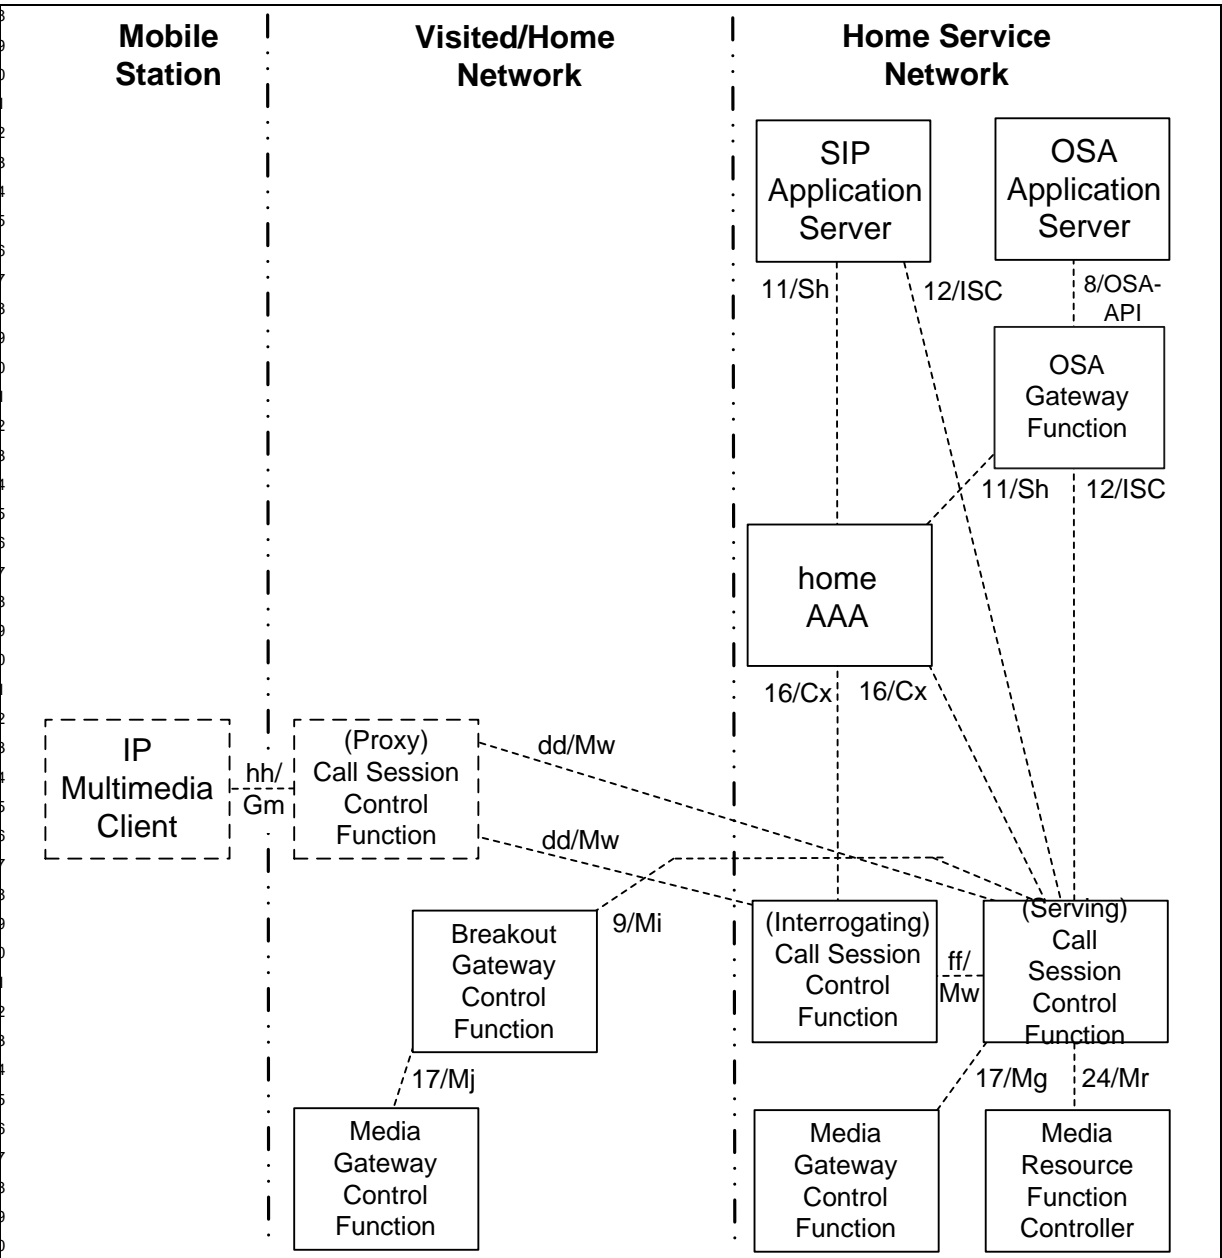 Mobile
Station
Visited/Home
Network
Home Service
Network
SIP
Application
Server
OSA
Application
Server
11/Sh
12/ISC
8/OSA-
API
OSA
Gateway
Function
11/Sh
12/ISC
home
AAA
16/Cx
16/Cx
IP
Multimedia
Client
hh/
Gm
(Proxy)
Call Session
Control
Function
dd/Mw
dd/Mw
9/Mi
Breakout
Gateway
Control
Function
(Interrogating)
Call Session
Control
Function
ff/
Mw
(Serving)
Call
Session
Control
Function
17/Mj
17/Mg
24/Mr
Media
Gateway
Control
Function
Media
Gateway
Control
Function
Media
Resource
Function
Controller